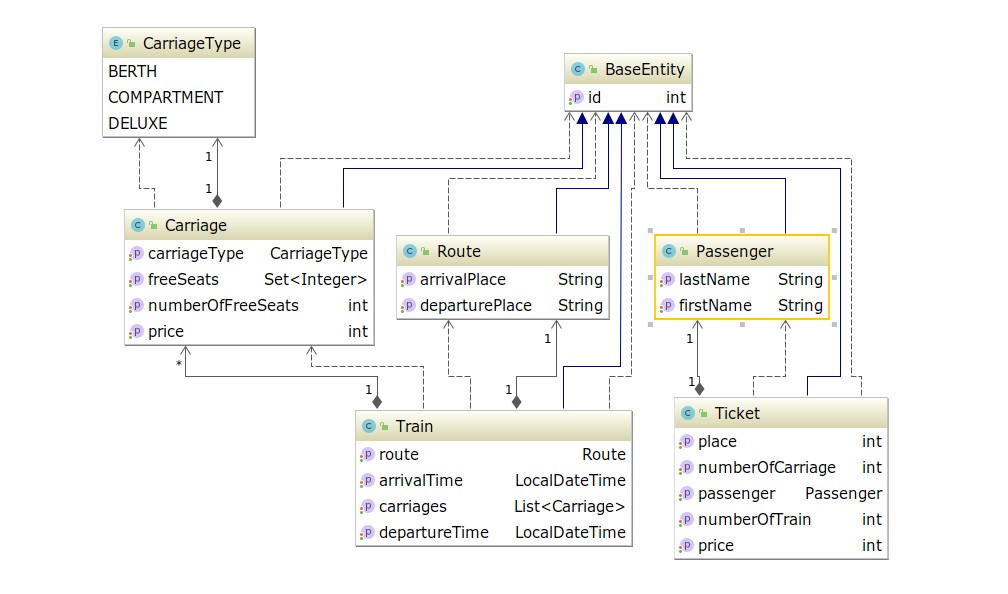 E CarriageType
BERTH
COMPARTMENT
DELUXE
C BaseEntity
p id int
1
1
C Carriage
p carriageType CarriageType
p freeSeats Set<Integer>
p numberOfFreeSeats int
p price int
C Route
p arrivalPlace String
p departurePlace String
C Passenger
p lastName String
p firstName String
*
1
1
1
1
1
C Train
p route Route
p arrivalTime LocalDateTime
p carriages List<Carriage>
p departureTime LocalDateTime
C Ticket
p place int
p numberOfCarriage int
p passenger Passenger
p numberOfTrain int
p price int